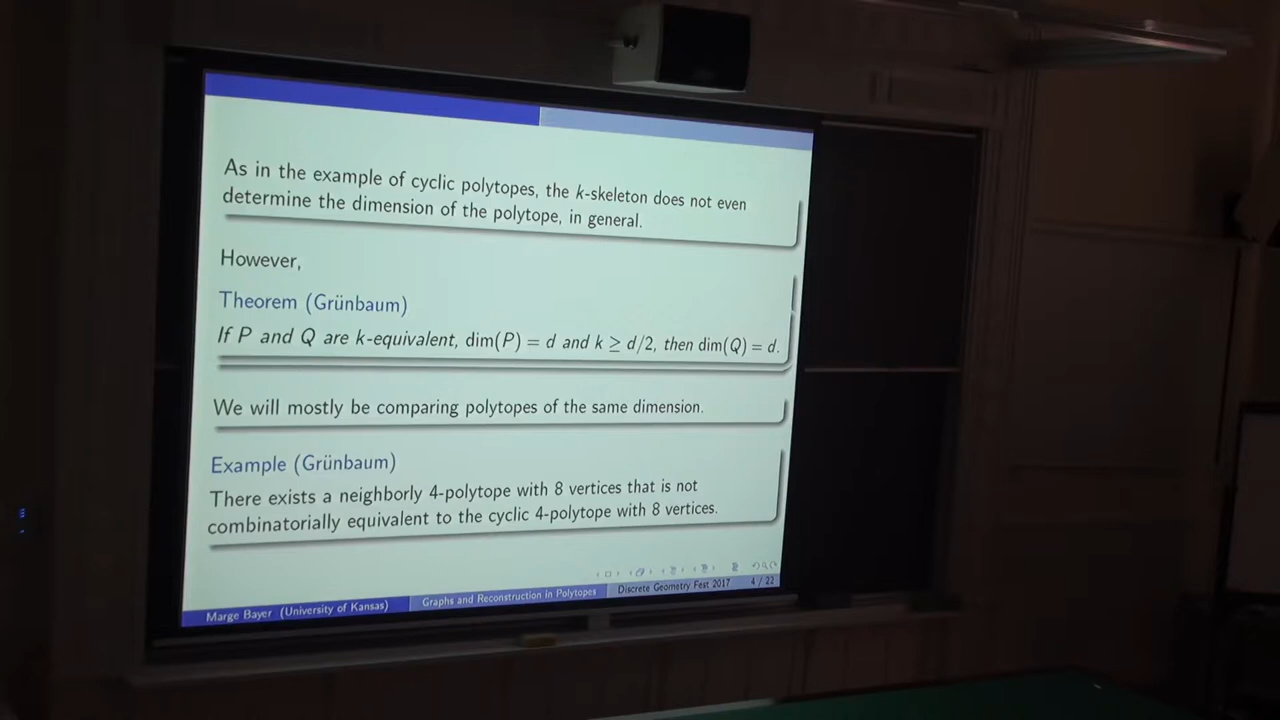 As in the example of cyclic polytopes, the k-skeleton does not even
determine the dimension of the polytope, in general.
However,
Theorem (Grünbaum)
If P and Q are k-equivalent, dim(P) = d and k ≥ d/2, then dim(Q) = d.
We will mostly be comparing polytopes of the same dimension.
Example (Grünbaum)
There exists a neighborly 4-polytope with 8 vertices that is not
combinatorially equivalent to the cyclic 4-polytope with 8 vertices.
Marge Bayer (University of Kansas) Graphs and Reconstruction in Polytopes Discrete Geometry Fest 2017 4 / 22